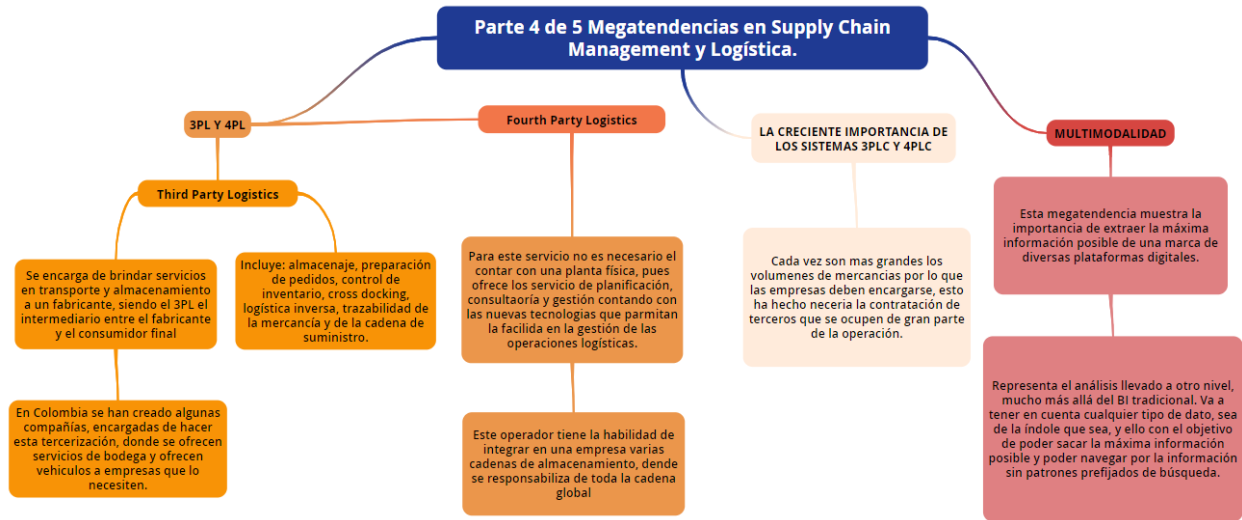 Parte 4 de 5 Megatendencias en Supply Chain
Management y Logística.
3PL Y 4PL
Third Party Logistics
Se encarga de brindar servicios
en transporte y almacenamiento
a un fabricante, siendo el 3PL el
intermediario entre el fabricante
y el consumidor final
En Colombia se han creado algunas
compañías, encargadas de hacer
esta tercerización, donde se ofrecen
servicios de bodega y ofrecen
vehiculos a empresas que lo
necesiten.
Incluye: almacenaje, preparación
de pedidos, control de
inventario, cross docking,
logística inversa, trazabilidad de
la mercancía y de la cadena de
suministro.
Fourth Party Logistics
Para este servicio no es necesario el
contar con una planta física, pues
ofrece los servicio de planificación,
consultaoría y gestión contando con
las nuevas tecnologías que parmitan
la facilida en la gestión de las
operaciones logísticas.
Este operador tiene la habilidad de
integrar en una empresa varias
cadenas de almacenamiento, dende
se responsabiliza de toda la cadena
global
LA CRECIENTE IMPORTANCIA DE
LOS SISTEMAS 3PLC Y 4PLC
Cada vez son mas grandes los
volumenes de mercancias por lo que
las empresas deben encargarse, esto
ha hecho neceria la contratación de
terceros que se ocupen de gran parte
de la operación.
MULTIMODALIDAD
Esta megatendencia muestra la
importancia de extraer la máxima
información posible de una marca de
diversas plataformas digitales.
Representa el análisis llevado a otro nivel,
mucho más allá del BI tradicional. Va a
tener en cuenta cualquier tipo de dato, sea
de la índole que sea, y ello con el objetivo
de poder sacar la máxima información
posible y poder navegar por la información
sin patrones prefijados de búsqueda.